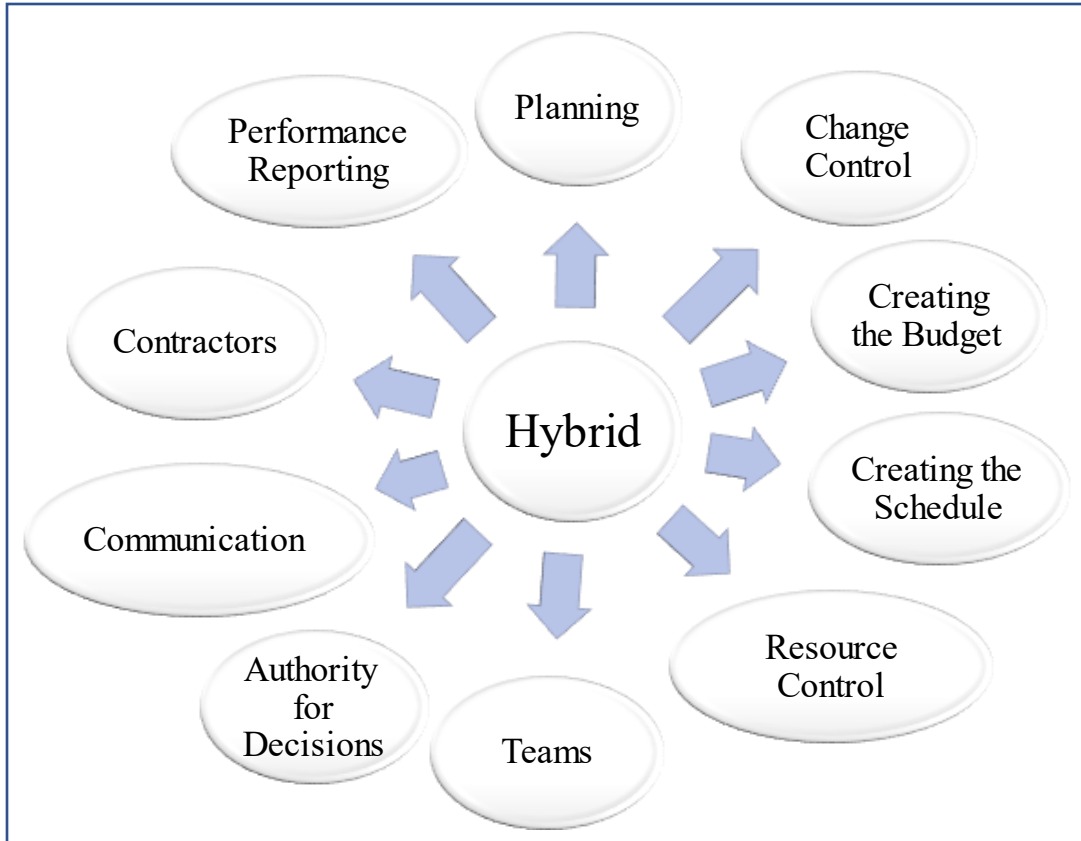 Planning
Performance
Reporting
Change
Control
Creating
the Budget
Contractors
Hybrid
Creating the
Schedule
Communication
Resource
Control
Authority
for
Decisions
Teams